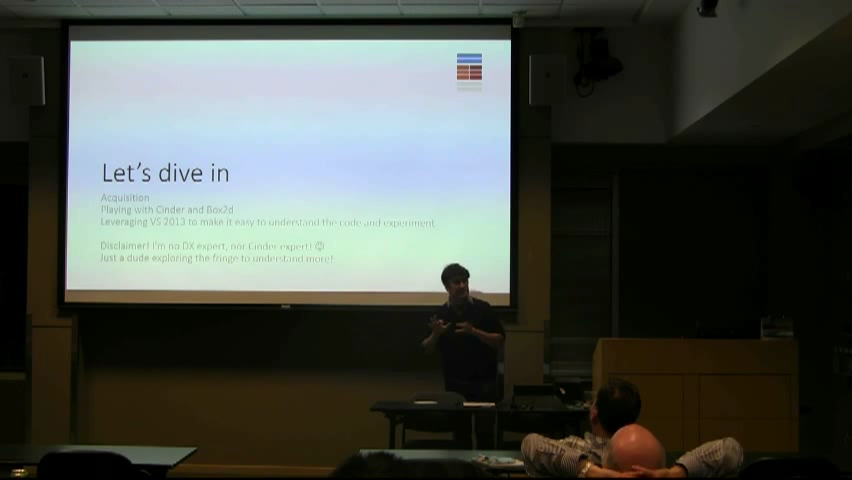 Let's dive in
Acquisition
Playing with Cinder and Box2d
Leveraging VS 2013 to make it easy to understand the code and experiment
Disclaimer! I'm no DX expert, nor Cinder expert! ☺
Just a dude exploring the fringe to understand more!